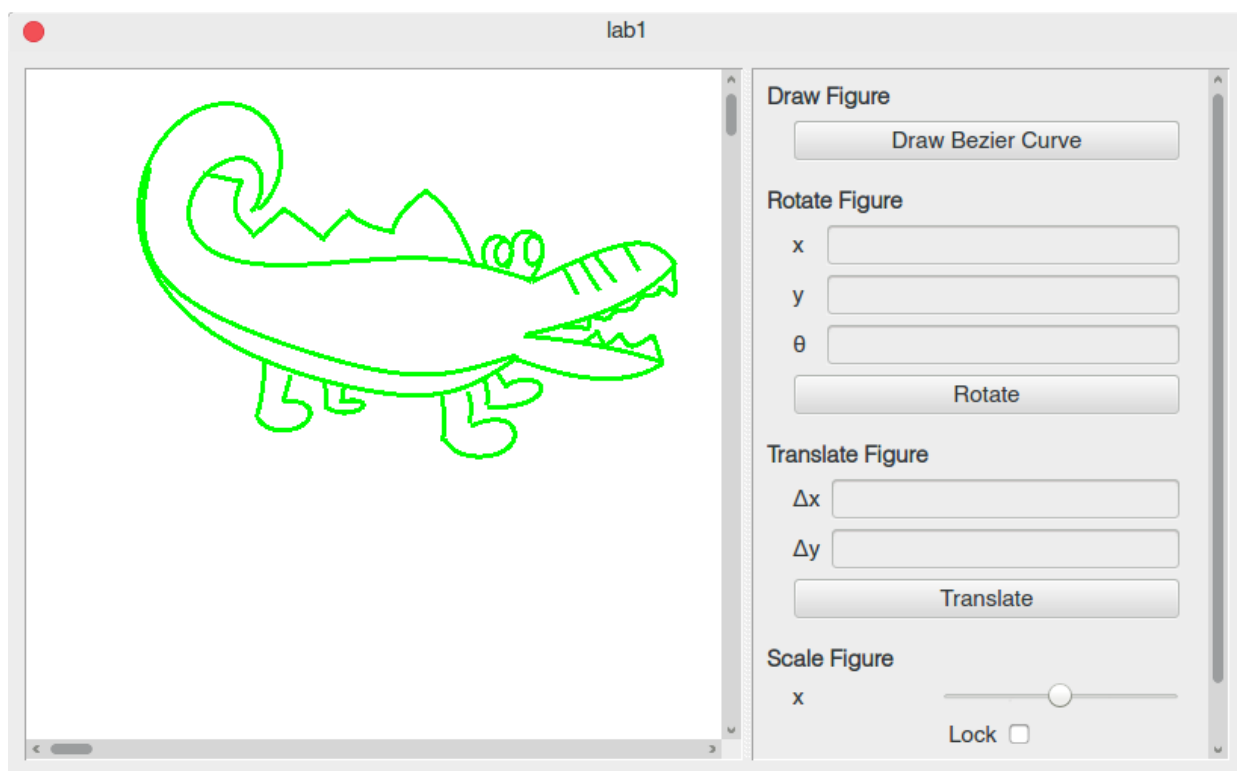 lab1
Draw Figure
Draw Bezier Curve
Rotate Figure
x
y
θ
Rotate
Translate Figure
Δx
Δy
Translate
Scale Figure
x
Lock